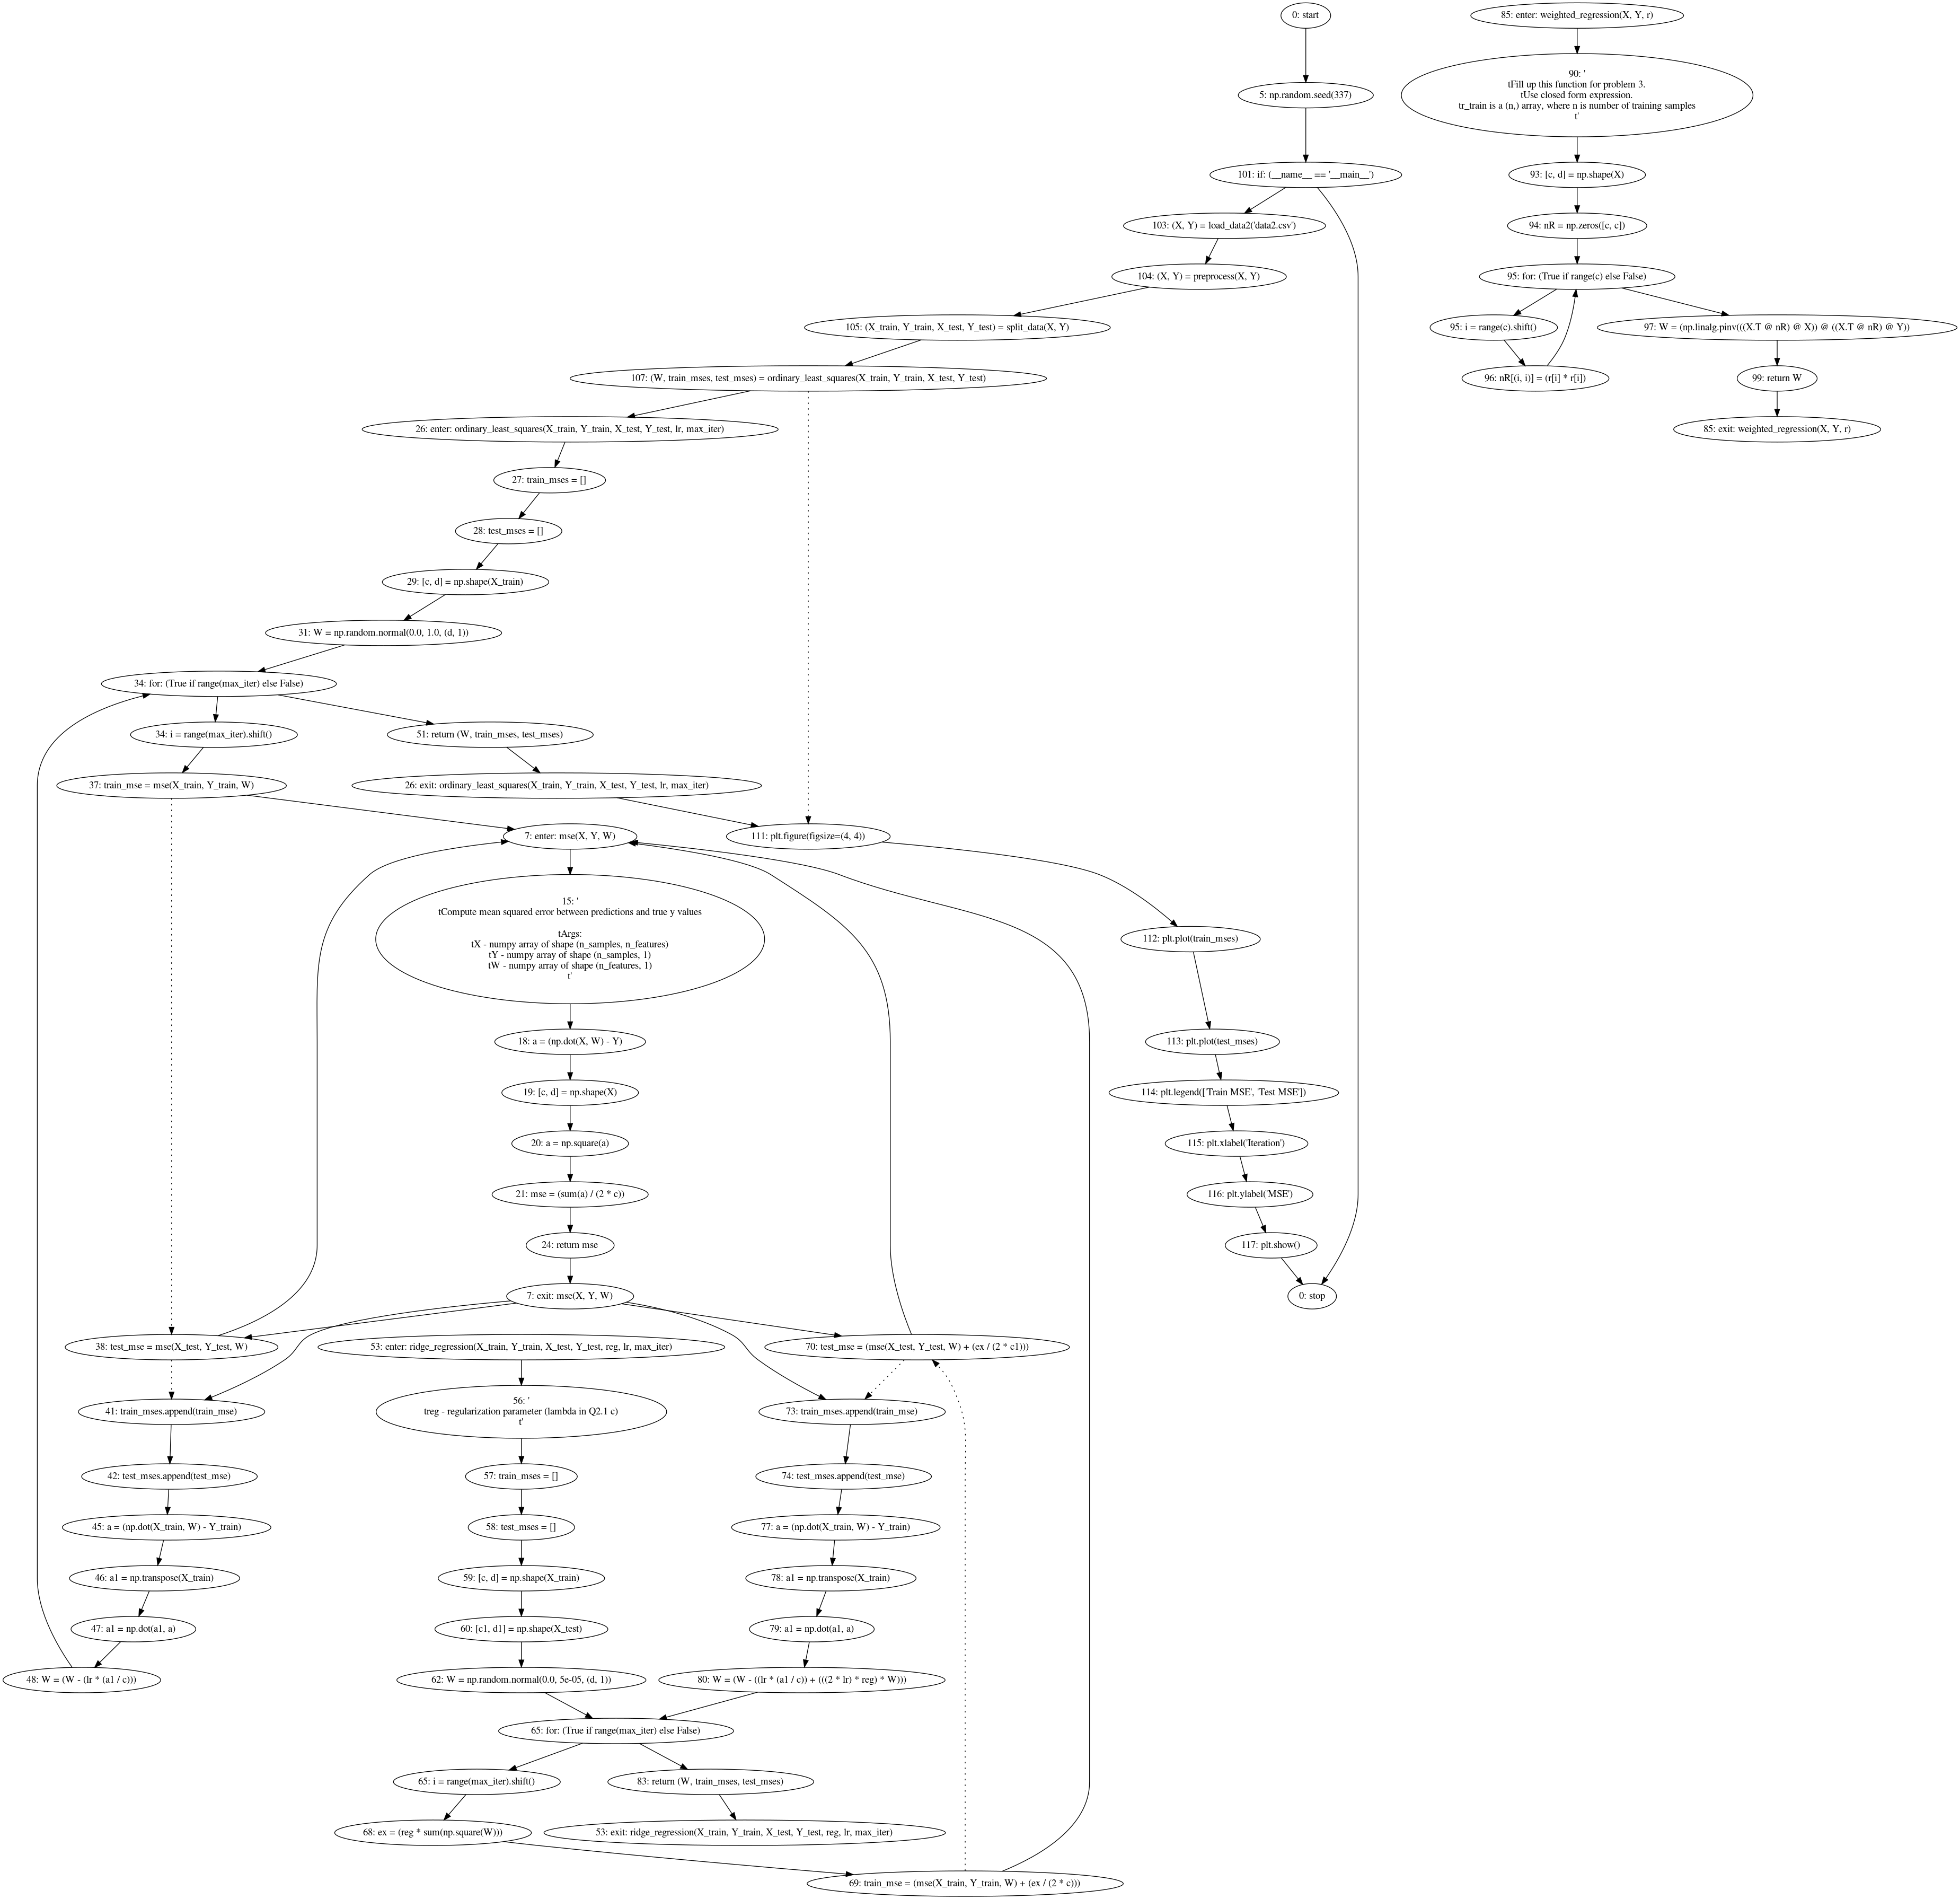 0: start
85: enter: weighted_regression(X, Y, r)
5: np.random.seed(337)
90: '
tFill up this function for problem 3.
tUse closed form expression.
tr_train is a (n,) array, where n is number of training samples
t'
101: if: (__name__ == '__main__')
93: [c, d] = np.shape(X)
103: (X, Y) = load_data2('data2.csv')
94: nR = np.zeros([c, c])
104: (X, Y) = preprocess(X, Y)
95: for: (True if range(c) else False)
105: (X_train, Y_train, X_test, Y_test) = split_data(X, Y)
95: i = range(c).shift()
97: W = (np.linalg.pinv(((X.T @ nR) @ X)) @ ((X.T @ nR) @ Y))
107: (W, train_mses, test_mses) = ordinary_least_squares(X_train, Y_train, X_test, Y_test)
96: nR[(i, i)] = (r[i] * r[i])
99: return W
26: enter: ordinary_least_squares(X_train, Y_train, X_test, Y_test, lr, max_iter)
85: exit: weighted_regression(X, Y, r)
27: train_mses = []
28: test_mses = []
29: [c, d] = np.shape(X_train)
31: W = np.random.normal(0.0, 1.0, (d, 1))
34: for: (True if range(max_iter) else False)
34: i = range(max_iter).shift()
51: return (W, train_mses, test_mses)
37: train_mse = mse(X_train, Y_train, W)
26: exit: ordinary_least_squares(X_train, Y_train, X_test, Y_test, lr, max_iter)
7: enter: mse(X, Y, W)
111: plt.figure(figsize=(4, 4))
15: '
tCompute mean squared error between predictions and true y values
tArgs:
tX - numpy array of shape (n_samples, n_features)
tY - numpy array of shape (n_samples, 1)
tW - numpy array of shape (n_features, 1)
t'
112: plt.plot(train_mses)
18: a = (np.dot(X, W) - Y)
113: plt.plot(test_mses)
19: [c, d] = np.shape(X)
114: plt.legend(['Train MSE', 'Test MSE'])
20: a = np.square(a)
115: plt.xlabel('Iteration')
21: mse = (sum(a) / (2 * c))
116: plt.ylabel('MSE')
24: return mse
117: plt.show()
7: exit: mse(X, Y, W)
0: stop
38: test_mse = mse(X_test, Y_test, W)
53: enter: ridge_regression(X_train, Y_train, X_test, Y_test, reg, lr, max_iter)
70: test_mse = (mse(X_test, Y_test, W) + (ex / (2 * c1)))
41: train_mses.append(train_mse)
56: '
treg - regularization parameter (lambda in Q2.1 c)
t'
73: train_mses.append(train_mse)
42: test_mses.append(test_mse)
57: train_mses = []
74: test_mses.append(test_mse)
45: a = (np.dot(X_train, W) - Y_train)
58: test_mses = []
77: a = (np.dot(X_train, W) - Y_train)
46: a1 = np.transpose(X_train)
59: [c, d] = np.shape(X_train)
78: a1 = np.transpose(X_train)
47: a1 = np.dot(a1, a)
60: [c1, d1] = np.shape(X_test)
79: a1 = np.dot(a1, a)
48: W = (W - (lr * (a1 / c)))
62: W = np.random.normal(0.0, 5e-05, (d, 1))
80: W = (W - ((lr * (a1 / c)) + (((2 * lr) * reg) * W)))
65: for: (True if range(max_iter) else False)
65: i = range(max_iter).shift()
83: return (W, train_mses, test_mses)
68: ex = (reg * sum(np.square(W)))
53: exit: ridge_regression(X_train, Y_train, X_test, Y_test, reg, lr, max_iter)
69: train_mse = (mse(X_train, Y_train, W) + (ex / (2 * c)))